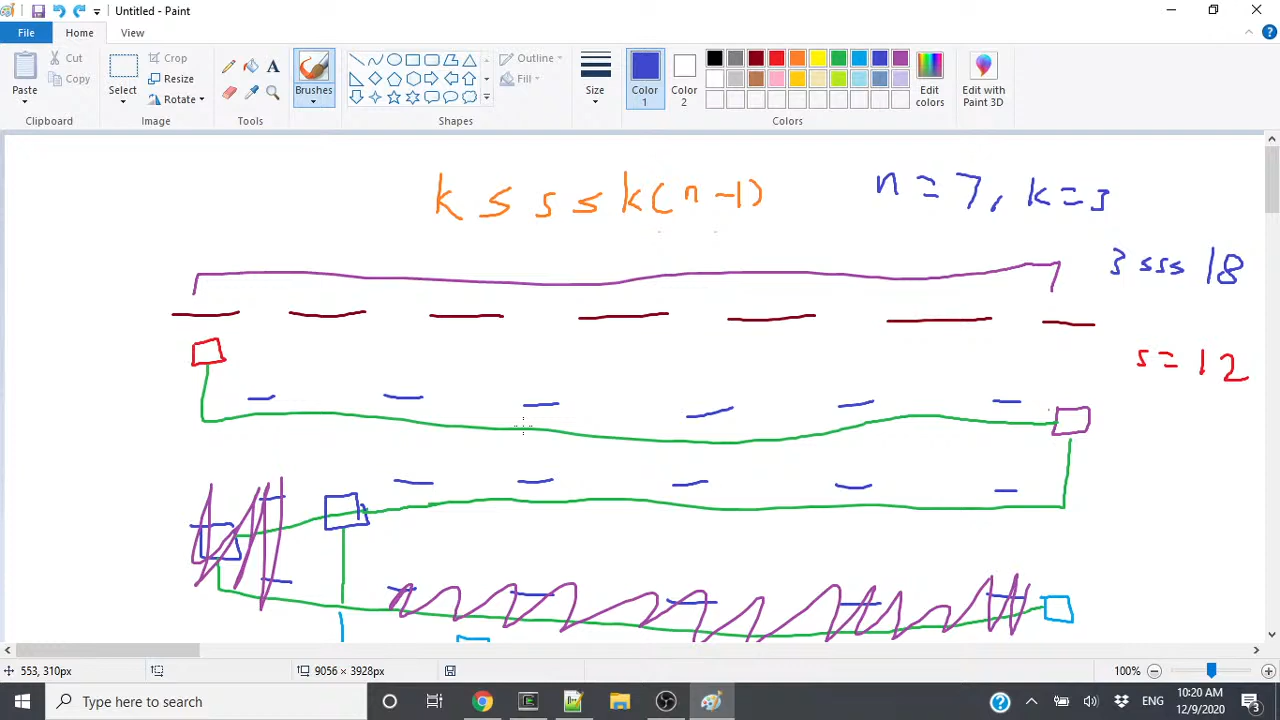 Untitled - Paint
File Home View
Paste
Cut
Copy
Clipboard
Select
Crop
Resize
Rotate
Image
Tools
Brushes
Shapes
Outline
Fill
Size
Color 1
Color 2
Edit colors
Colors
Edit with Paint 3D
k ≤ s ≤ k(n-1)
n = 7, k = 3
3 ≤ s ≤ 18
s = 12
553, 310px
9056 × 3928px
100%
Type here to search
ENG
10:20 AM
12/9/2020
3